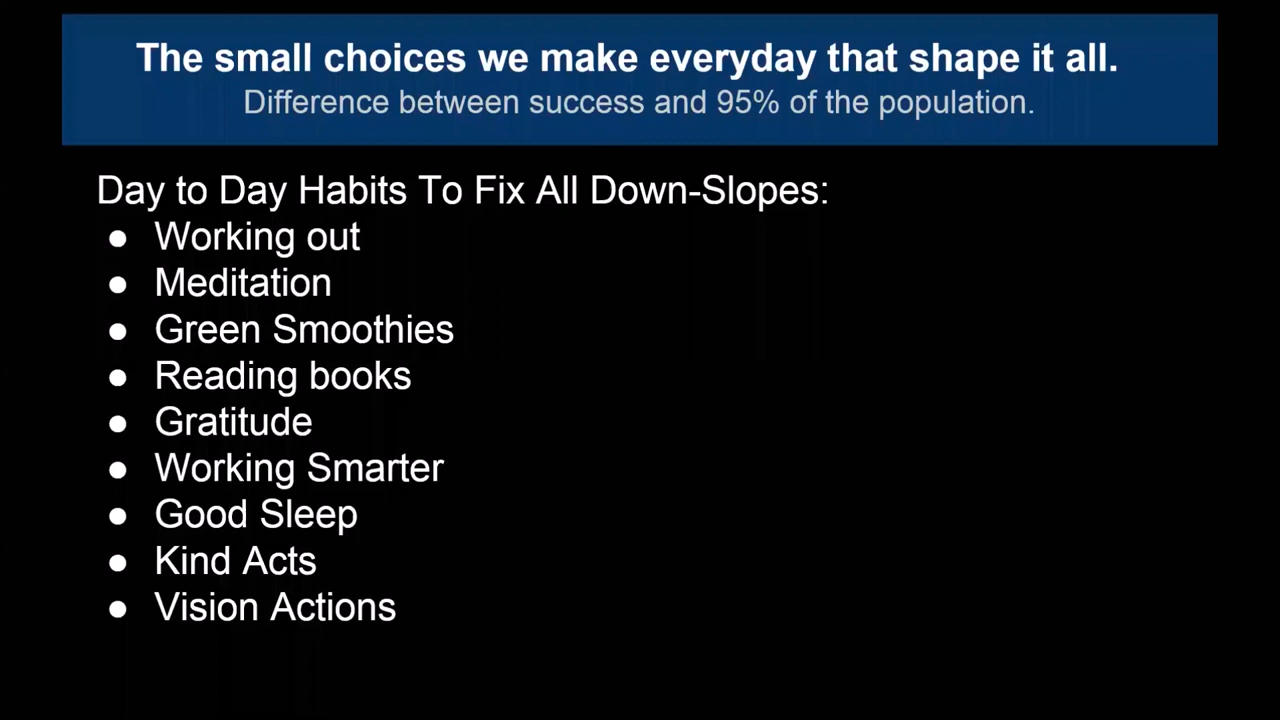 The small choices we make everyday that shape it all.
Difference between success and 95% of the population.
Day to Day Habits To Fix All Down-Slopes:
● Working out
● Meditation
● Green Smoothies
● Reading books
● Gratitude
● Working Smarter
● Good Sleep
● Kind Acts
● Vision Actions